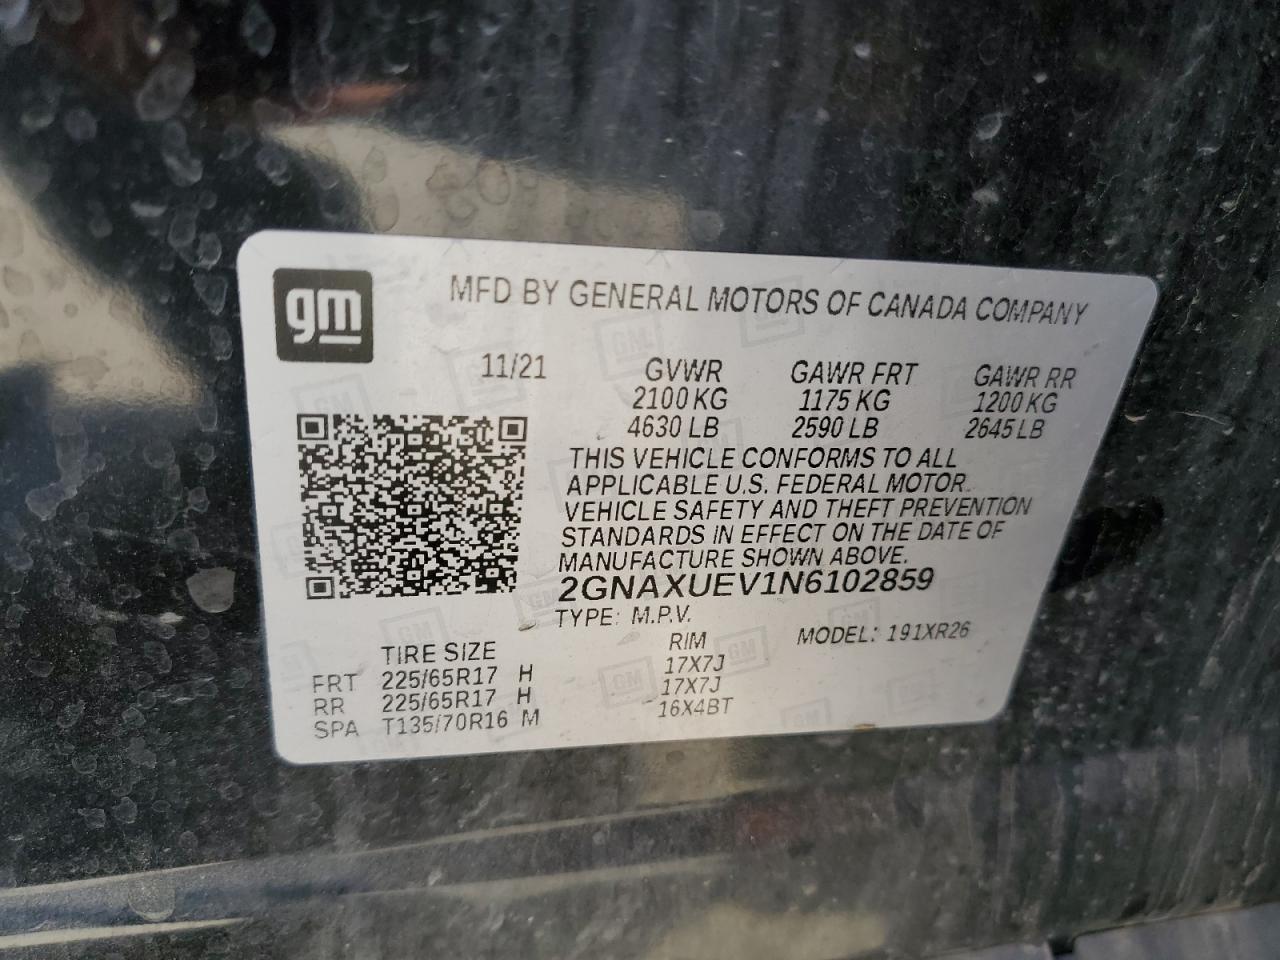 gm
MFD BY GENERAL MOTORS OF CANADA COMPANY
11/21 GVWR GAWR FRT GAWR RR
2100 KG 1175 KG 1200 KG
4630 LB 2590 LB 2645 LB
THIS VEHICLE CONFORMS TO ALL
APPLICABLE U.S. FEDERAL MOTOR
VEHICLE SAFETY AND THEFT PREVENTION
STANDARDS IN EFFECT ON THE DATE OF
MANUFACTURE SHOWN ABOVE.
2GNAXUEV1N6102859
TYPE: M.P.V. MODEL: 191XR26
TIRE SIZE RIM
FRT 225/65R17 H 17X7J
RR 225/65R17 H 17X7J
SPA T135/70R16 M 16X4BT